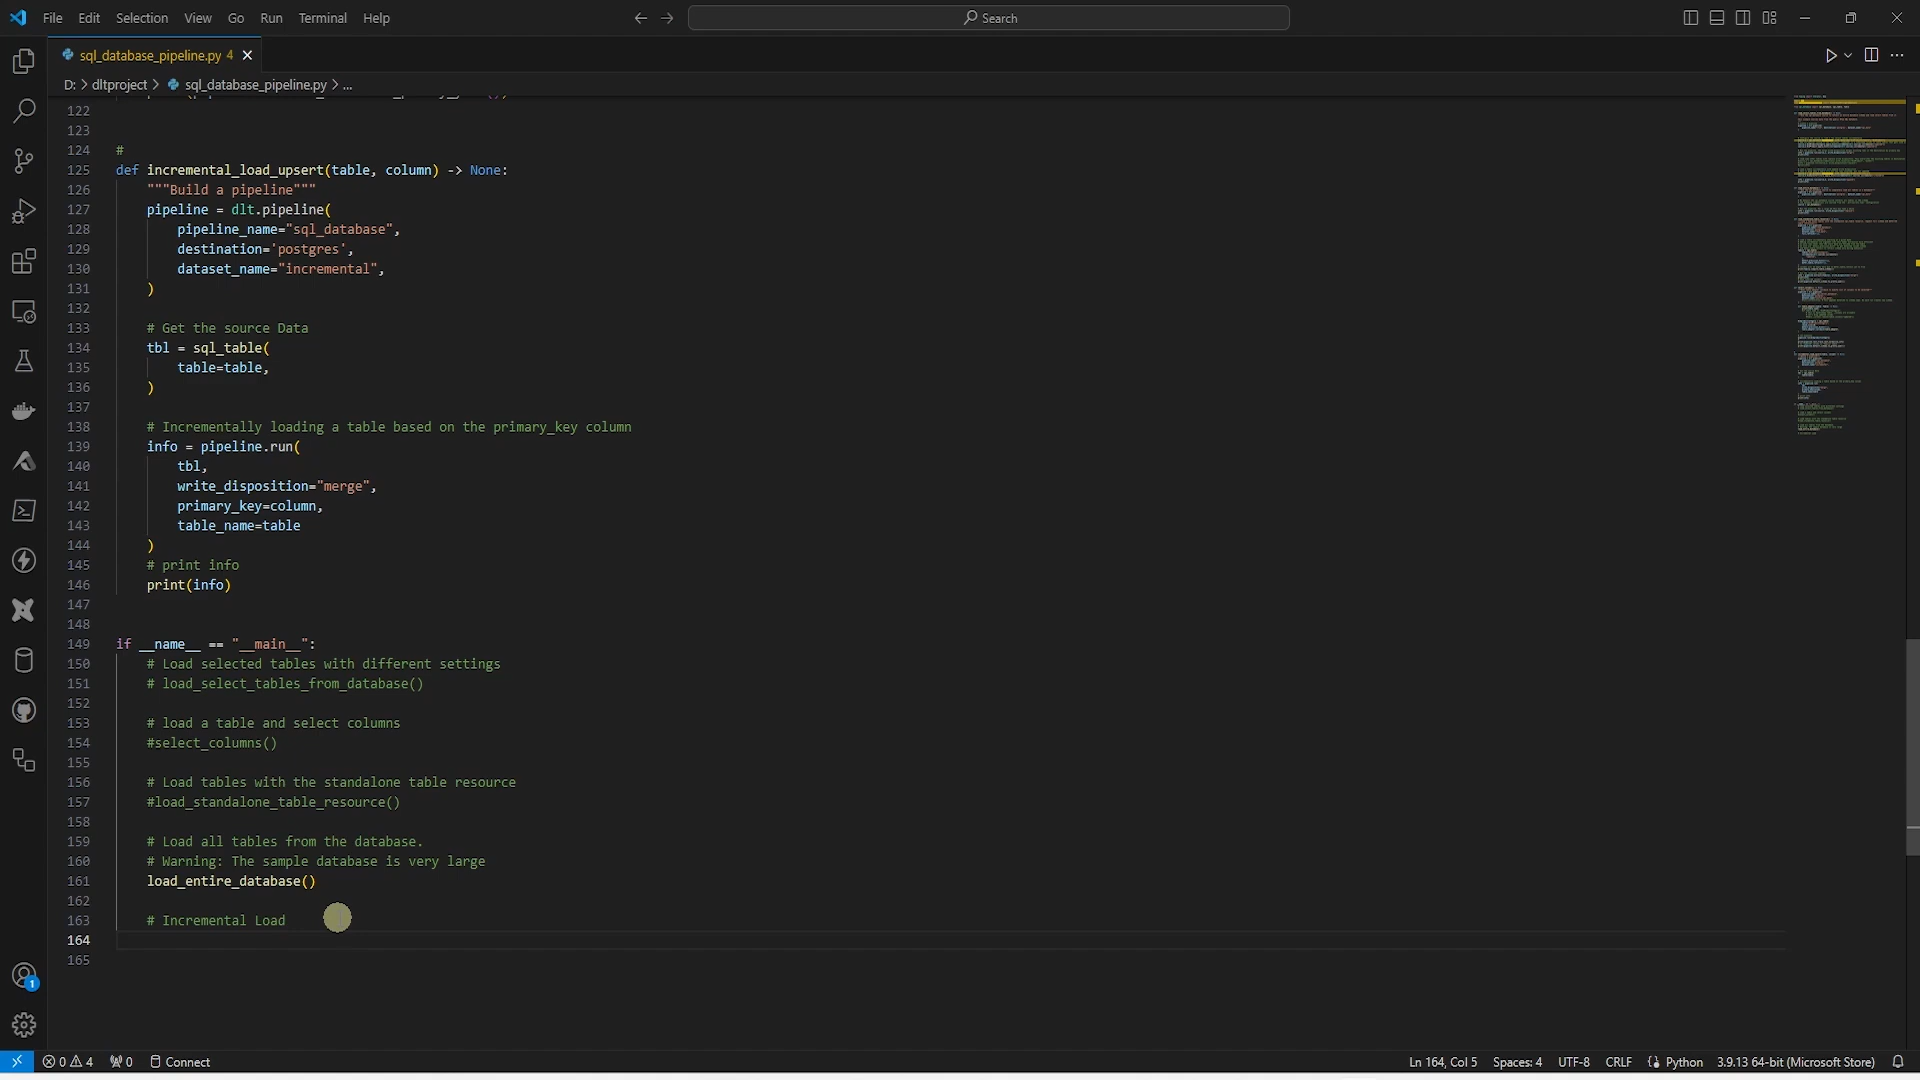 File Edit Selection View Go Run Terminal Help
Search
sql_database_pipeline.py 4
D: > dltproject > sql_database_pipeline.py > ...
122
123
124 #
125 def incremental_load_upsert(table, column) -> None:
126 """Build a pipeline"""
127 pipeline = dlt.pipeline(
128 pipeline_name="sql_database",
129 destination='postgres',
130 dataset_name="incremental",
131 )
132
133 # Get the source Data
134 tbl = sql_table(
135 table=table,
136 )
137
138 # Incrementally loading a table based on the primary_key column
139 info = pipeline.run(
140 tbl,
141 write_disposition="merge",
142 primary_key=column,
143 table_name=table
144 )
145 # print info
146 print(info)
147
148
149 if __name__ == "__main__":
150 # Load selected tables with different settings
151 # load_select_tables_from_database()
152
153 # load a table and select columns
154 #select_columns()
155
156 # Load tables with the standalone table resource
157 #load_standalone_table_resource()
158
159 # Load all tables from the database.
160 # Warning: The sample database is very large
161 load_entire_database()
162
163 # Incremental Load
164
165
1
0 4 0 Connect
Ln 164, Col 5 Spaces: 4 UTF-8 CRLF Python 3.9.13 64-bit (Microsoft Store)